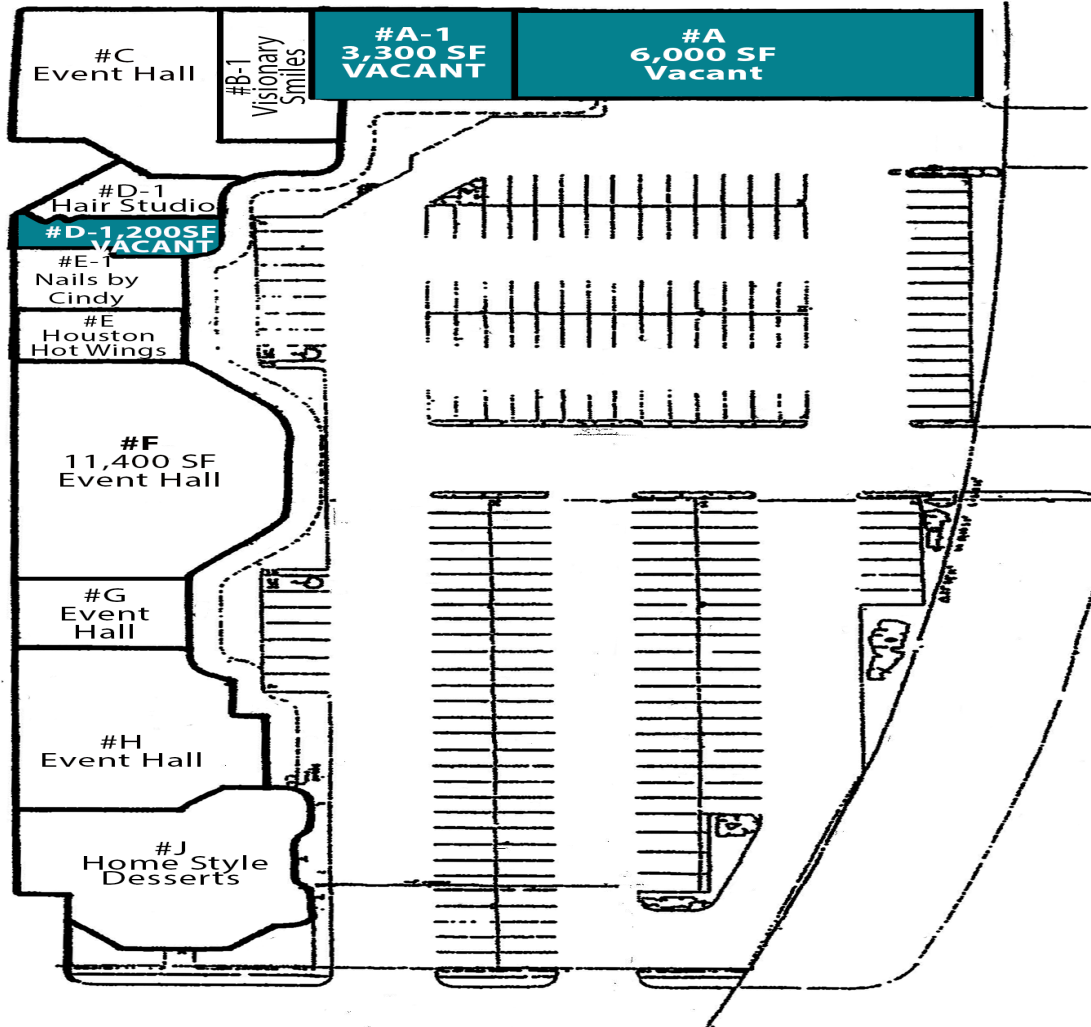 #C
Event Hall
#B-1
Visionary
Smiles
#A-1
3,300 SF
VACANT
#A
6,000 SF
Vacant
#D-1
Hair Studio
#D-1,200SF
VACANT
#E-1
Nails by
Cindy
#E
Houston
Hot Wings
#F
11,400 SF
Event Hall
#G
Event
Hall
#H
Event Hall
#J
Home Style
Desserts